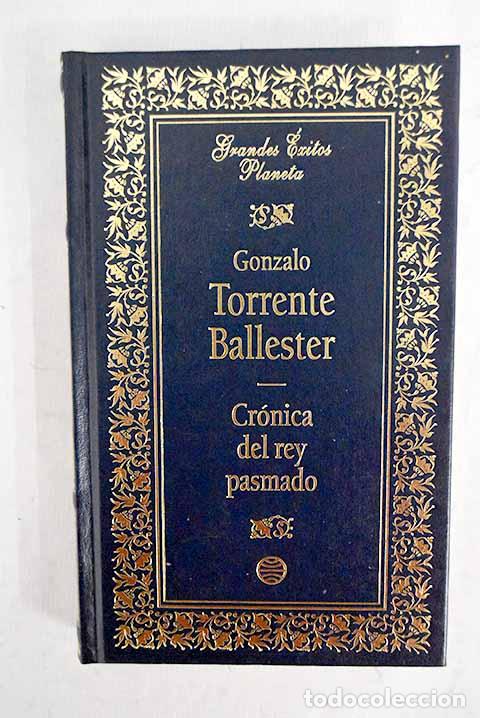 Grandes Éxitos
Planeta
Gonzalo
Torrente
Ballester
Crónica
del rey
pasmado
todocoleccion